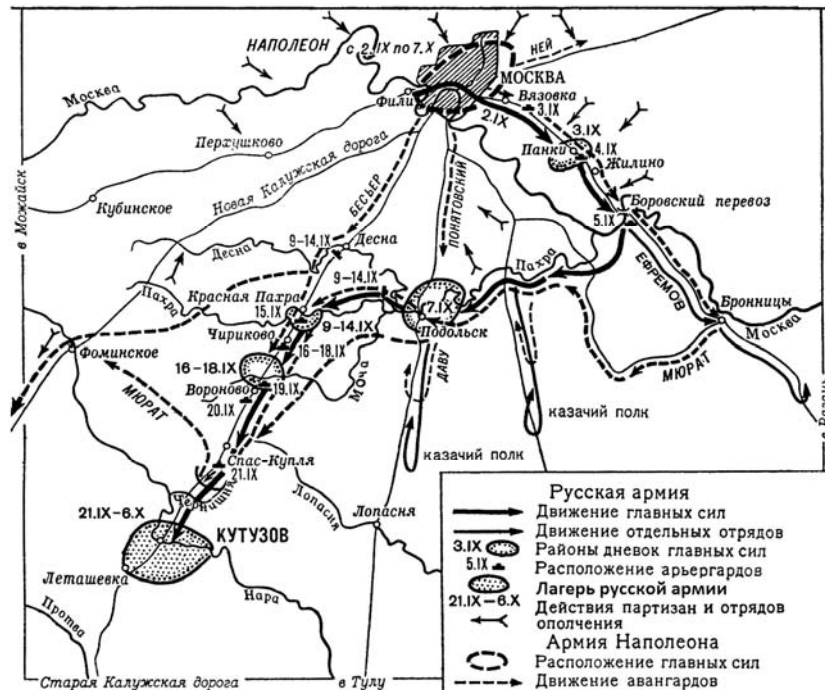 НАПОЛЕОН
с 2.IX по 7.X
НЕЙ
МОСКВА
Москва
Фили
Вязовка
3.IX
2.IX
3.IX
Перхушково
Панки
4.IX
Жилино
Новая Калужская дорога
в Можайск
Кубинское
БЕСЬЕР
ПОНЯТОВСКИЙ
Боровский перевоз
5.IX
9-14.IX
Десна
Десна
ЕФРЕМОВ
Пахра
9-14.IX
Пахра
Красная Пахра
15.IX
7.IX
Бронницы
Чириково
9-14.IX
15.IX
Подольск
Москва
Фоминское
16-18.IX
16-18.IX
ДАВУ
МЮРАТ
Моча
Вороново
19.IX
МЮРАТ
20.IX
казачий полк
в Рязань
казачий полк
Спас-Купля
21.IX
Чернишня
Лопасня
21.IX-6.X
КУТУЗОВ
Лопасня
Леташевка
Нара
Протва
Старая Калужская дорога
в Тулу
Русская армия
Движение главных сил
Движение отдельных отрядов
3.IX Районы дневок главных сил
5.IX Расположение арьергардов
Лагерь русской армии
21.IX-6.X
Действия партизан и отрядов
ополчения
Армия Наполеона
Расположение главных сил
Движение авангардов